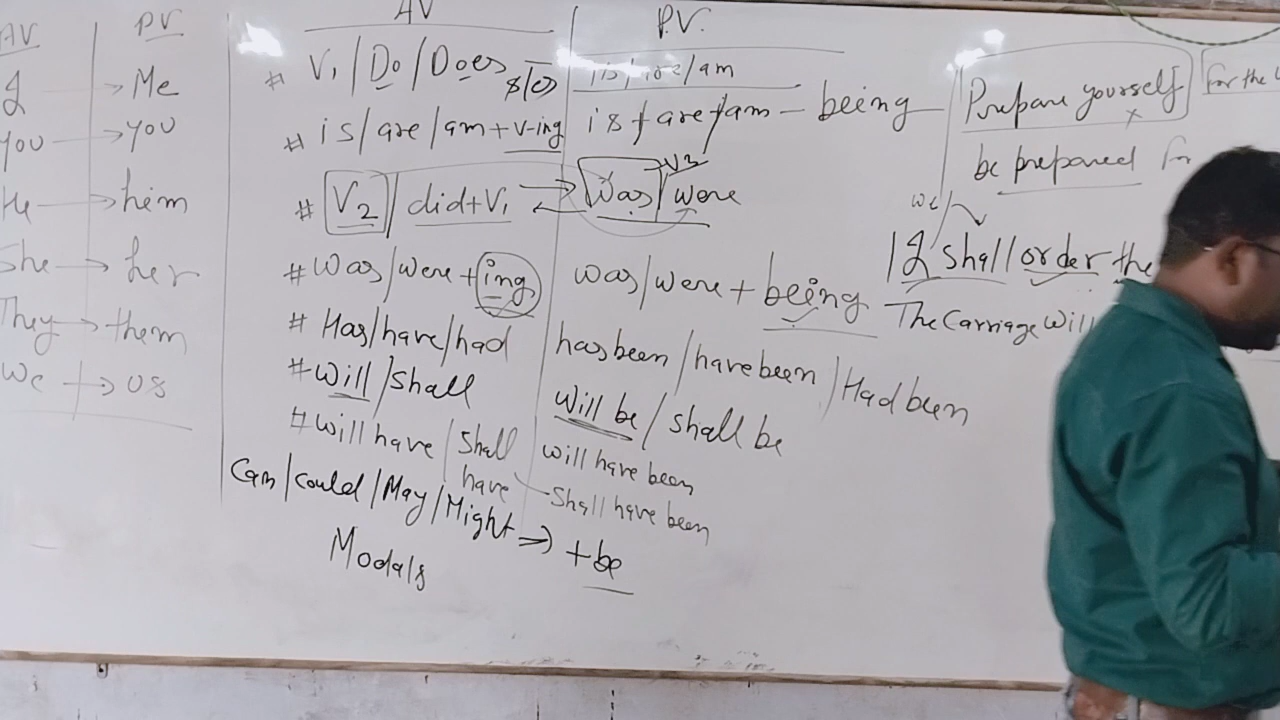 AV | PV
I → Me
You → you
He → him
She → her
They → them
We → us
AV | P.V.
# V1 / Do / Does s/es | is/are/am
# is/are/am + v-ing | is/are/am - being
# V2 / did + V1 | Was/were V3
# Was/were + ing | was/were + being
# Has/have/had | has been / have been / Had been
# Will/Shall | Will be / shall be
# will have / Shall have | will have been
Shall have been
Can/Could/May/Might ⇒ + be
Modals
Prepare yourself x
For the
be prepared For
we
I shall order the
The Carriage Will